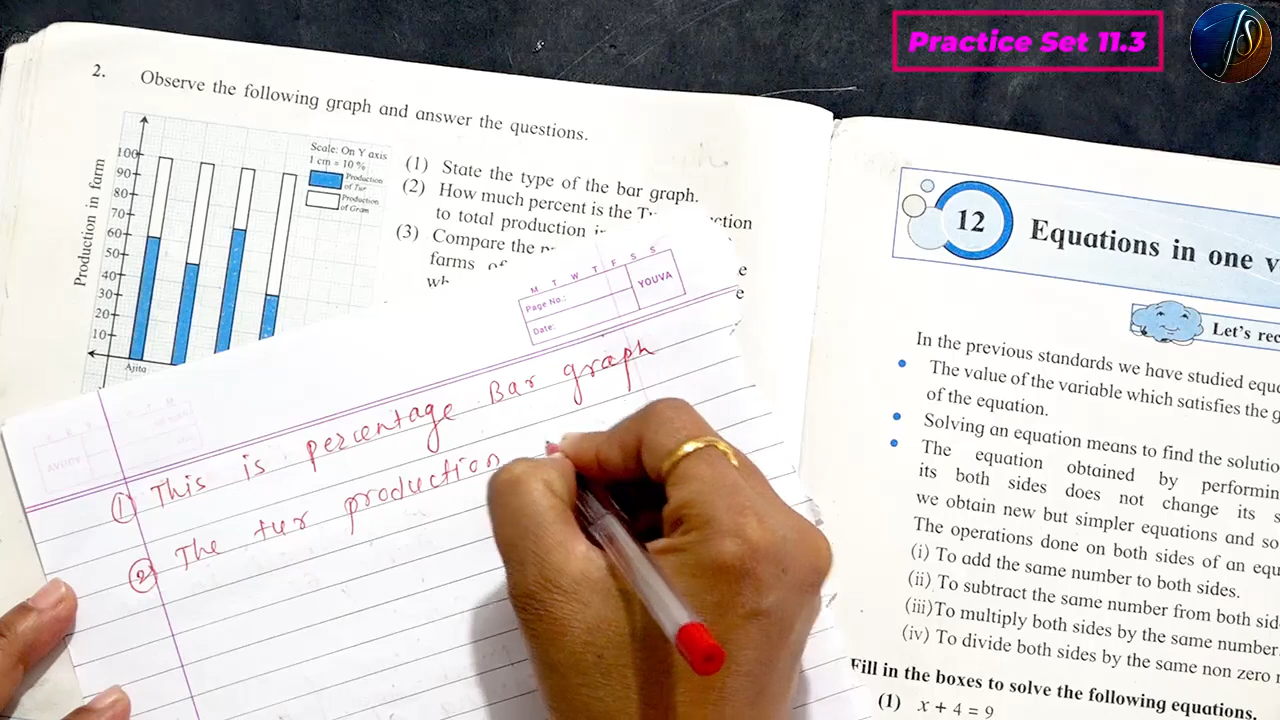 Practice Set 11.3
2. Observe the following graph and answer the questions.
Scale: On Y axis
1 cm = 10 %
Production
of Tur
Production
of Gram
Production in farm
100
90
80
70
60
50
40
30
20
10
Ajita
(1) State the type of the bar graph.
(2) How much percent is the
to total production
(3) Compare the
farms
M T W T F S S
Page No.:
Date:
YOUVA
① This is percentage Bar graph
② The tur production
12
Equations in one
Let's
In the previous standards we have studied
The value of the variable which satisfies the
of the equation.
Solving an equation means to find the
The equation obtained by
its both sides does not change its
we obtain new but simpler equations and
The operations done on both sides of an
(i) To add the same number to both sides.
(ii) To subtract the same number from both
(iii) To multiply both sides by the same number
(iv) To divide both sides by the same non zero
Fill in the boxes to solve the following equations.
(1) x + 4 = 9